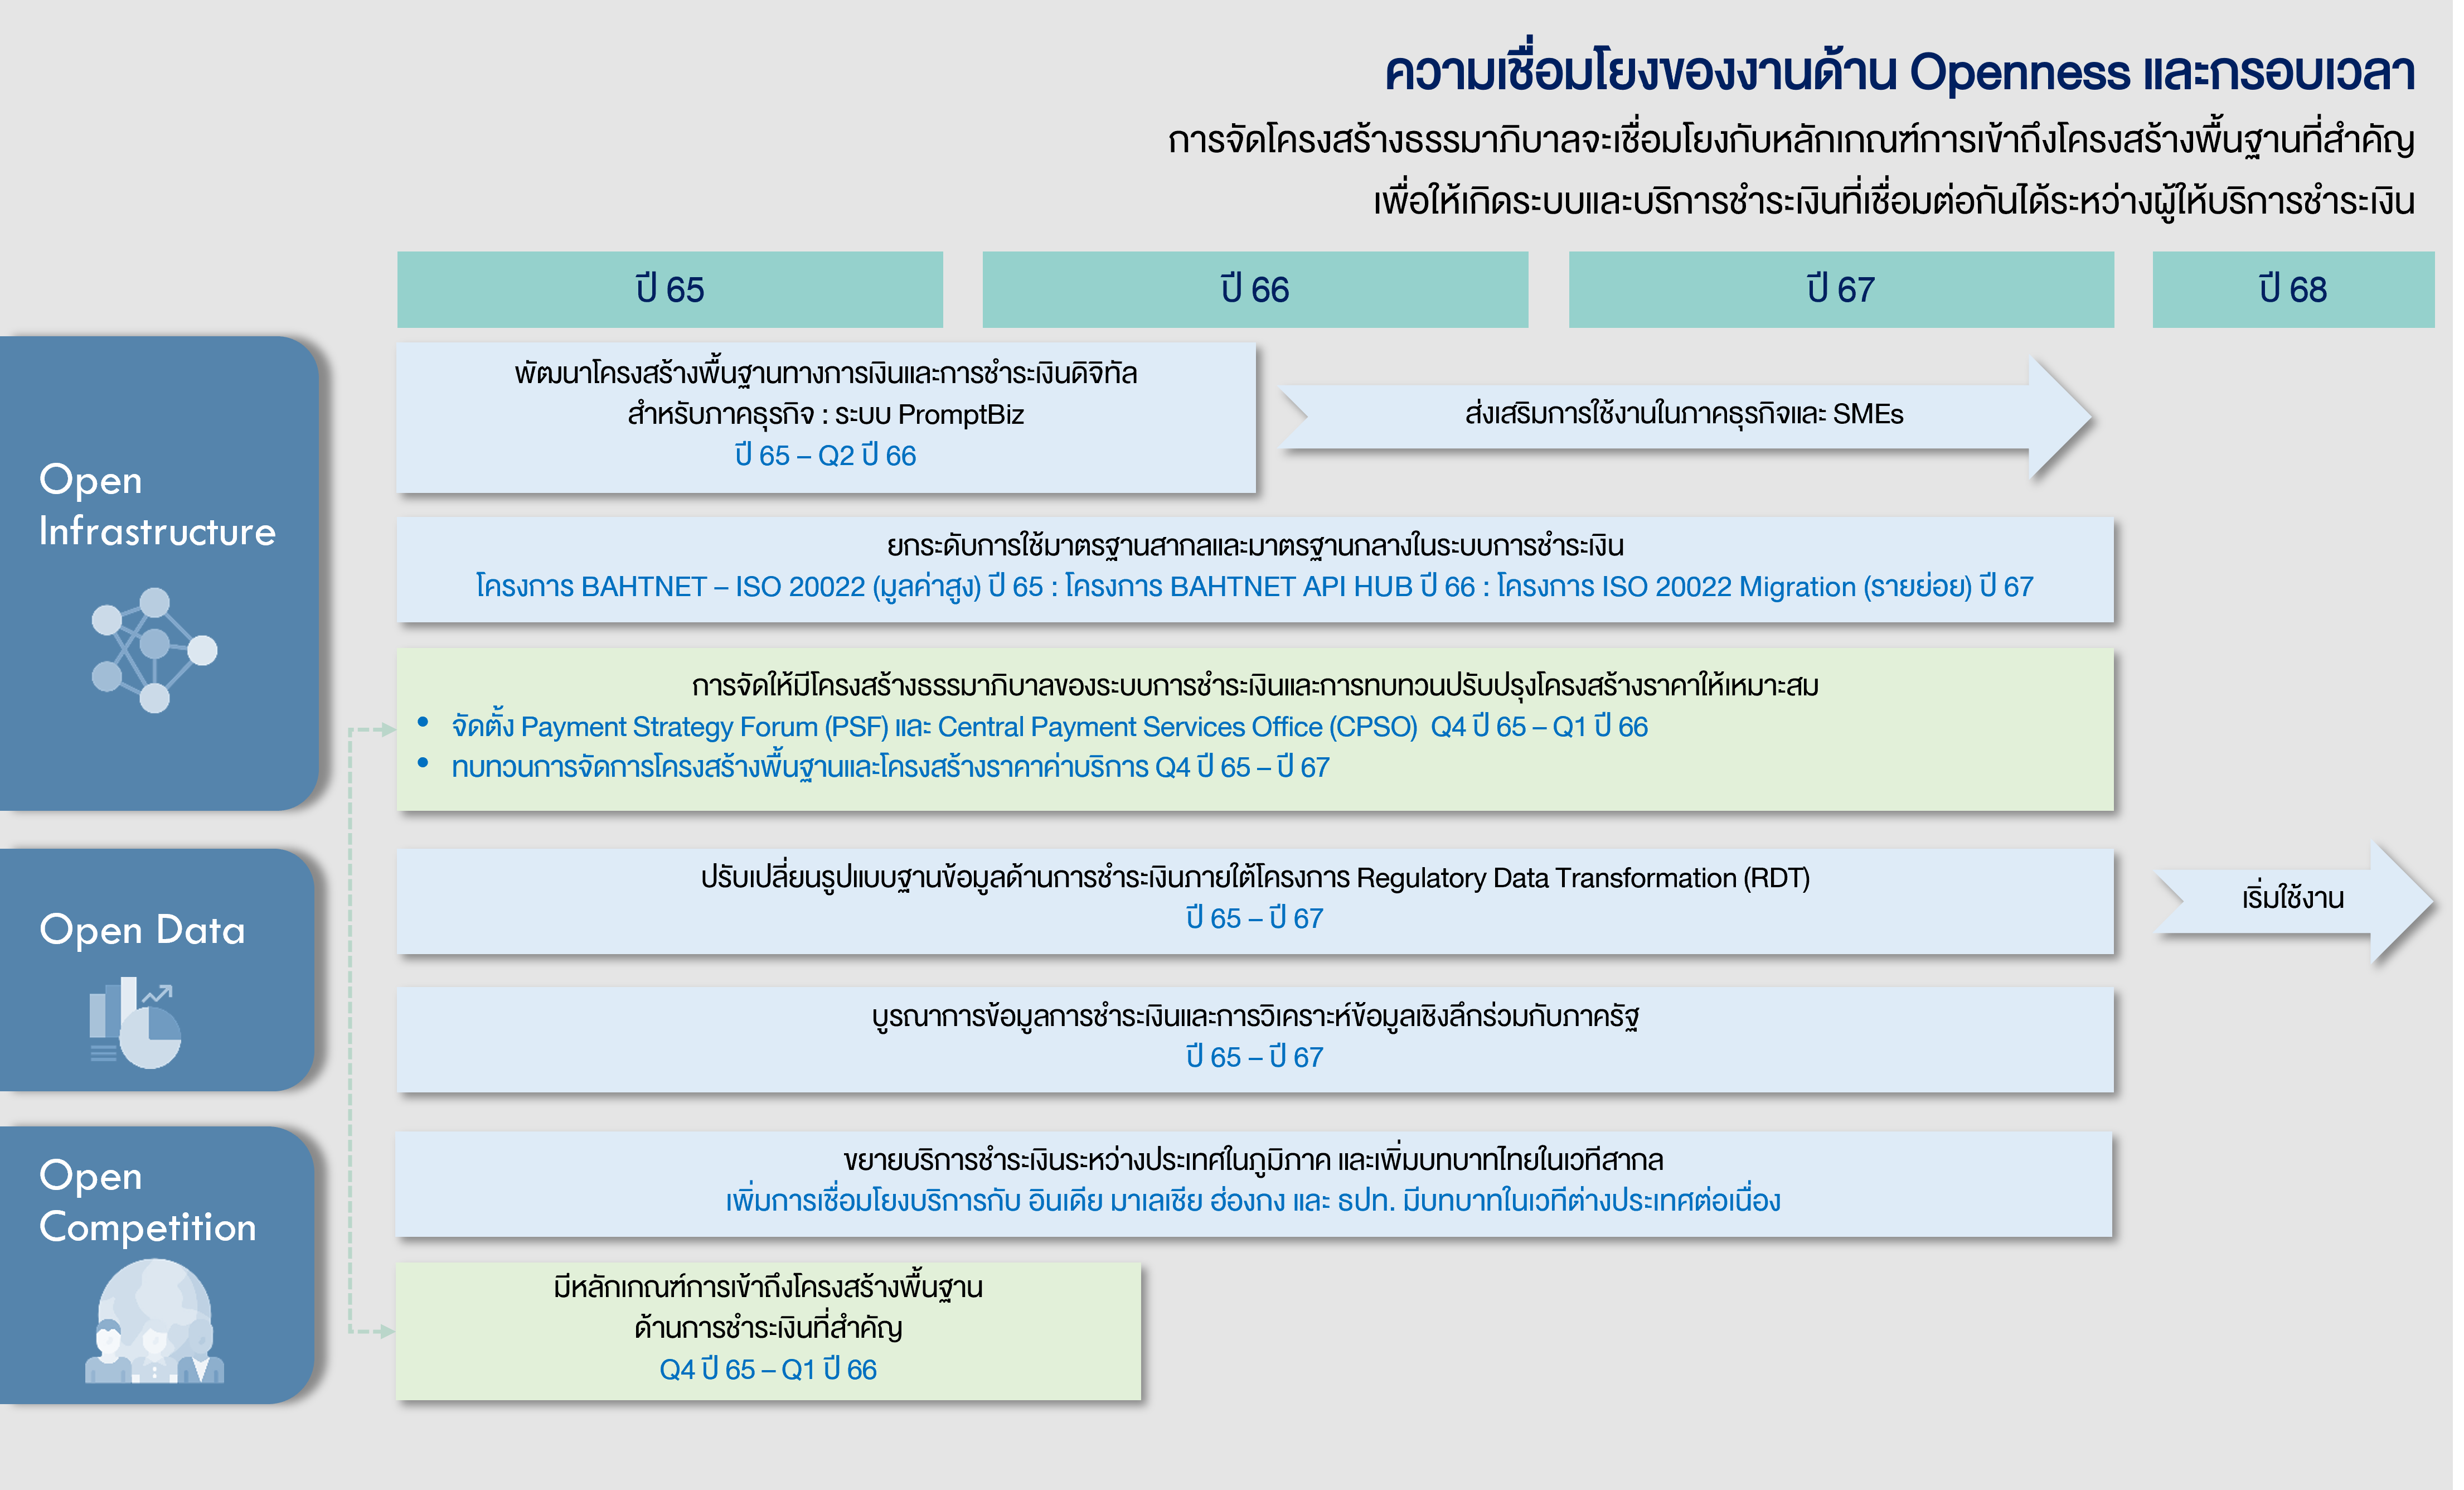 ความเชื่อมโยงของงานด้าน Openness และกรอบเวลา
การจัดโครงสร้างธรรมาภิบาลจะเชื่อมโยงกับหลักเกณฑ์การเข้าถึงโครงสร้างพื้นฐานที่สำคัญ
เพื่อให้เกิดระบบและบริการชำระเงินที่เชื่อมต่อกันได้ระหว่างผู้ให้บริการชำระเงิน
ปี 65
ปี 66
ปี 67
ปี 68
Open
Infrastructure
พัฒนาโครงสร้างพื้นฐานทางการเงินและการชำระเงินดิจิทัล
สำหรับภาคธุรกิจ : ระบบ PromptBiz
ปี 65 – Q2 ปี 66
ส่งเสริมการใช้งานในภาคธุรกิจและ SMEs
ยกระดับการใช้มาตรฐานสากลและมาตรฐานกลางในระบบการชำระเงิน
โครงการ BAHTNET – ISO 20022 (มูลค่าสูง) ปี 65 : โครงการ BAHTNET API HUB ปี 66 : โครงการ ISO 20022 Migration (รายย่อย) ปี 67
การจัดให้มีโครงสร้างธรรมาภิบาลของระบบการชำระเงินและการทบทวนปรับปรุงโครงสร้างราคาให้เหมาะสม
• จัดตั้ง Payment Strategy Forum (PSF) และ Central Payment Services Office (CPSO) Q4 ปี 65 – Q1 ปี 66
• ทบทวนการจัดการโครงสร้างพื้นฐานและโครงสร้างราคาค่าบริการ Q4 ปี 65 – ปี 67
Open Data
ปรับเปลี่ยนรูปแบบฐานข้อมูลด้านการชำระเงินภายใต้โครงการ Regulatory Data Transformation (RDT)
ปี 65 – ปี 67
เริ่มใช้งาน
บูรณาการข้อมูลการชำระเงินและการวิเคราะห์ข้อมูลเชิงลึกร่วมกับภาครัฐ
ปี 65 – ปี 67
Open
Competition
ขยายบริการชำระเงินระหว่างประเทศในภูมิภาค และเพิ่มบทบาทไทยในเวทีสากล
เพิ่มการเชื่อมโยงบริการกับ อินเดีย มาเลเซีย ฮ่องกง และ ธปท. มีบทบาทในเวทีต่างประเทศต่อเนื่อง
มีหลักเกณฑ์การเข้าถึงโครงสร้างพื้นฐาน
ด้านการชำระเงินที่สำคัญ
Q4 ปี 65 – Q1 ปี 66